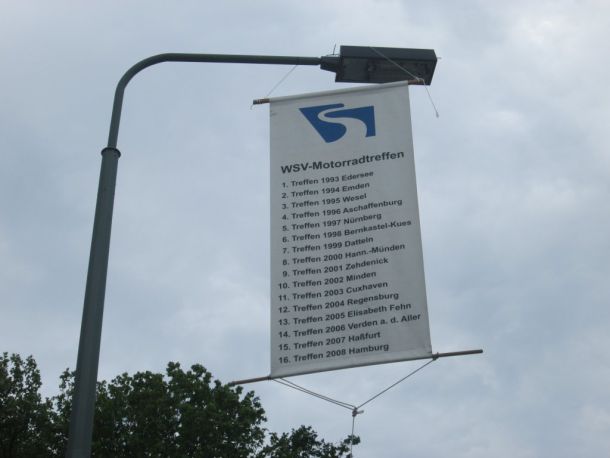 WSV-Motorradtreffen
1. Treffen 1993 Edersee
2. Treffen 1994 Emden
3. Treffen 1995 Wesel
4. Treffen 1996 Aschaffenburg
5. Treffen 1997 Nürnberg
6. Treffen 1998 Bernkastel-Kues
7. Treffen 1999 Datteln
8. Treffen 2000 Hann.-Münden
9. Treffen 2001 Zehdenick
10. Treffen 2002 Minden
11. Treffen 2003 Cuxhaven
12. Treffen 2004 Regensburg
13. Treffen 2005 Elisabeth Fehn
14. Treffen 2006 Verden a. d. Aller
15. Treffen 2007 Haßfurt
16. Treffen 2008 Hamburg